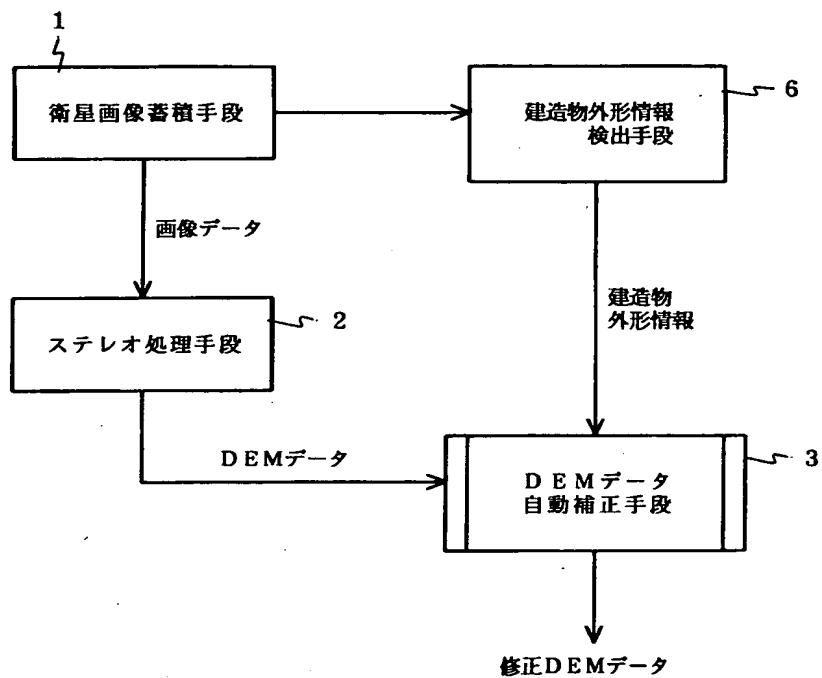 1
衛星画像蓄積手段
6
建造物外形情報
検出手段
画像データ
2
ステレオ処理手段
建造物
外形情報
DEMデータ
3
DEMデータ
自動補正手段
修正DEMデータ